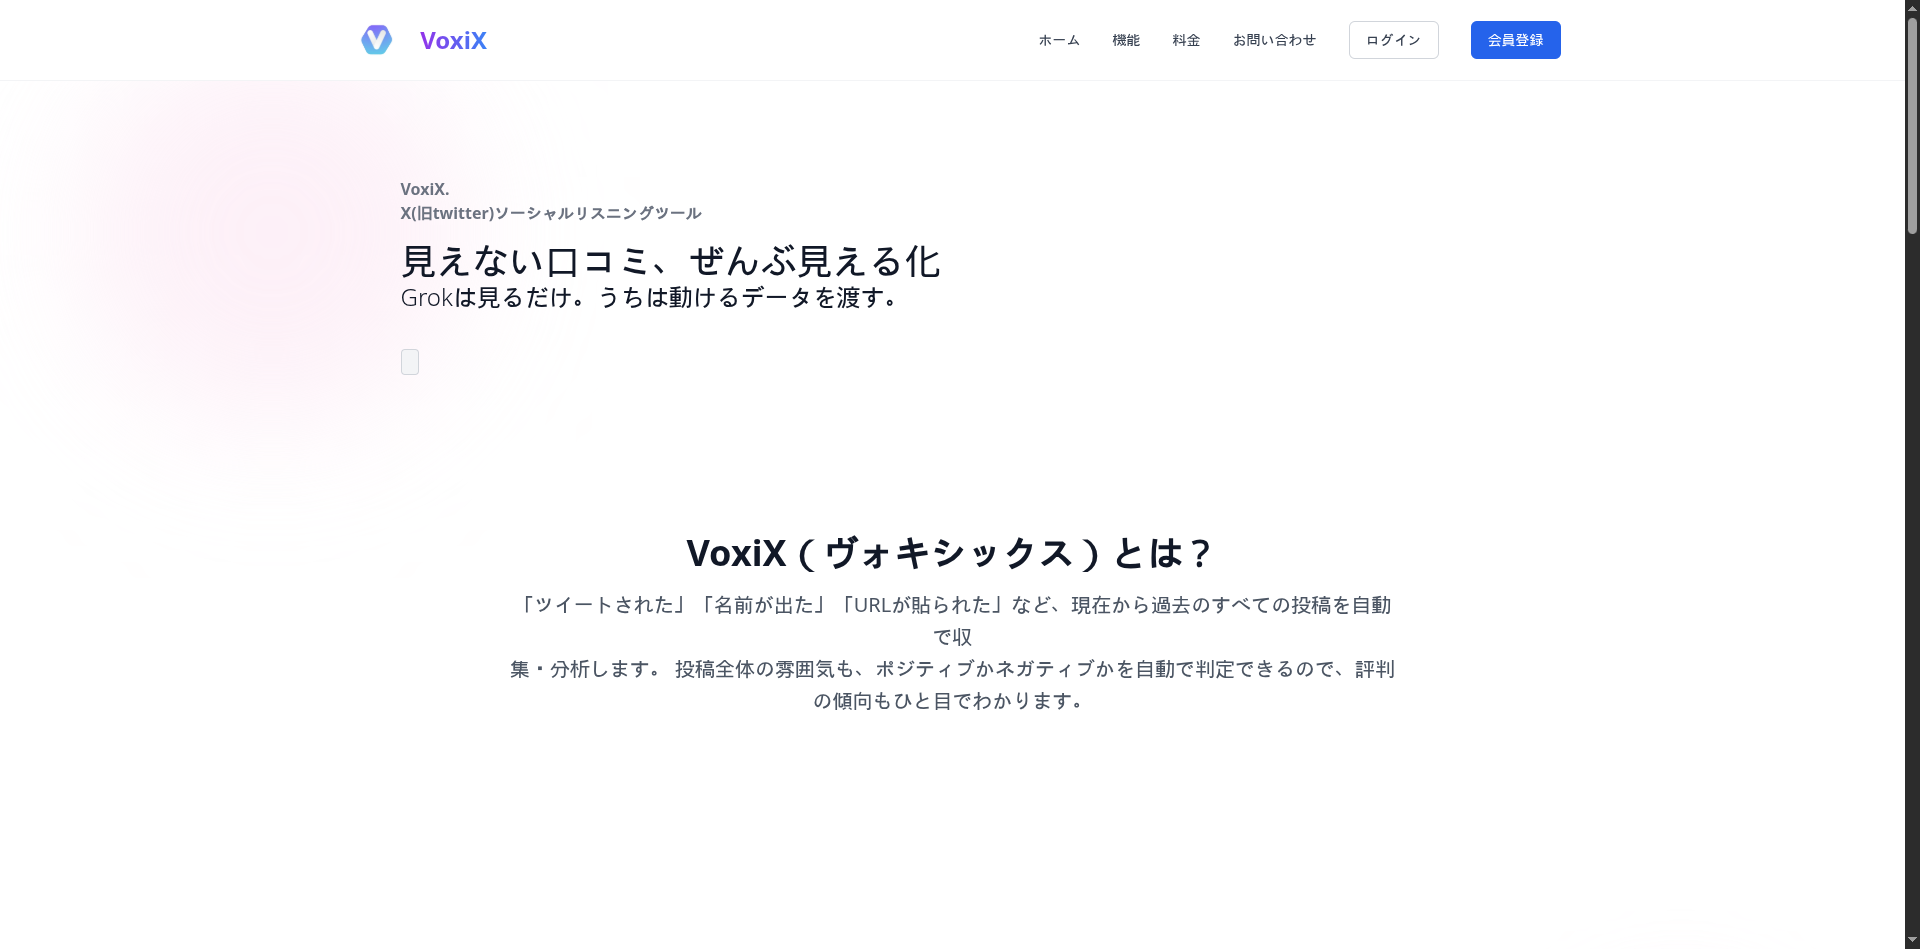 VoxiX
ホーム
機能
料金
お問い合わせ
ログイン
会員登録
VoxiX.
X(旧twitter)ソーシャルリスニングツール
見えない口コミ、ぜんぶ見える化
Grokは見るだけ。うちは動けるデータを渡す。
VoxiX（ヴォキシックス）とは？
「ツイートされた」「名前が出た」「URLが貼られた」など、現在から過去のすべての投稿を自動
で収
集・分析します。 投稿全体の雰囲気も、ポジティブかネガティブかを自動で判定できるので、評判
の傾向もひと目でわかります。